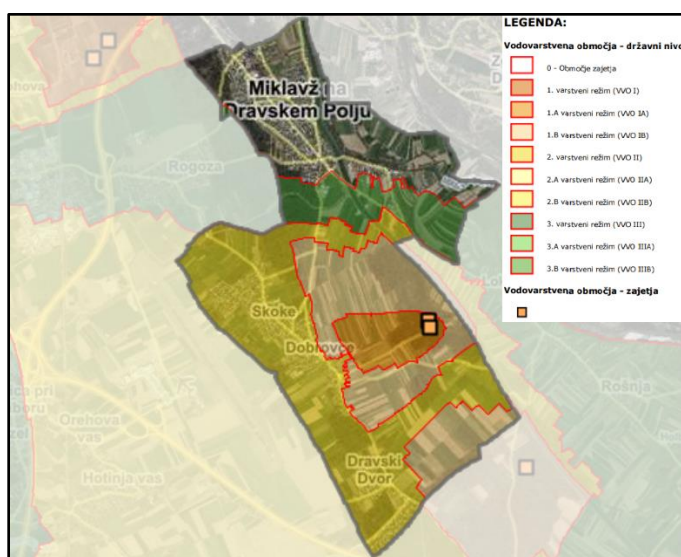 LEGENDA:
Vodovarstvena območja - državni nivo
0 - Območje zajetja
1. varstveni režim (VVO I)
1.A varstveni režim (VVO IA)
1.B varstveni režim (VVO IB)
2. varstveni režim (VVO II)
2.A varstveni režim (VVO IIA)
2.B varstveni režim (VVO IIB)
3. varstveni režim (VVO III)
3.A varstveni režim (VVO IIIA)
3.B varstveni režim (VVO IIIB)
Vodovarstvena območja - zajetja
Miklavž na
Dravskem Polju
Rogoza
Skoke
Dobrovce
Rošnja
Orehova
vas
Hotinja vas
Dravski
Dvor